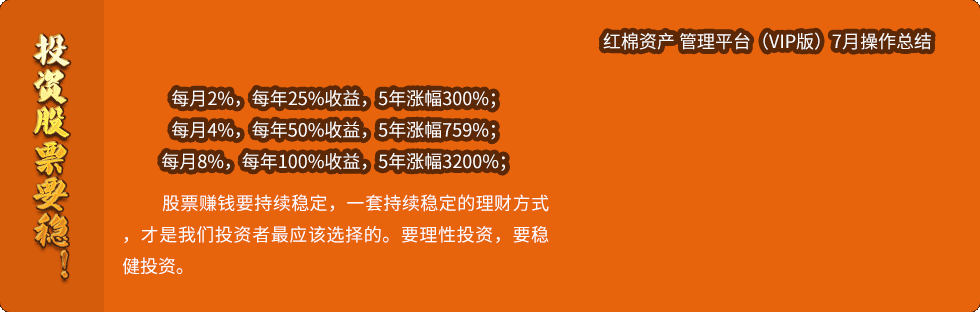 投资股票要稳！
红棉资产 管理平台（VIP版）7月操作总结
每月2%，每年25%收益，5年涨幅300%；
每月4%，每年50%收益，5年涨幅759%；
每月8%，每年100%收益，5年涨幅3200%；
股票赚钱要持续稳定，一套持续稳定的理财方式
，才是我们投资者最应该选择的。要理性投资，要稳
健投资。